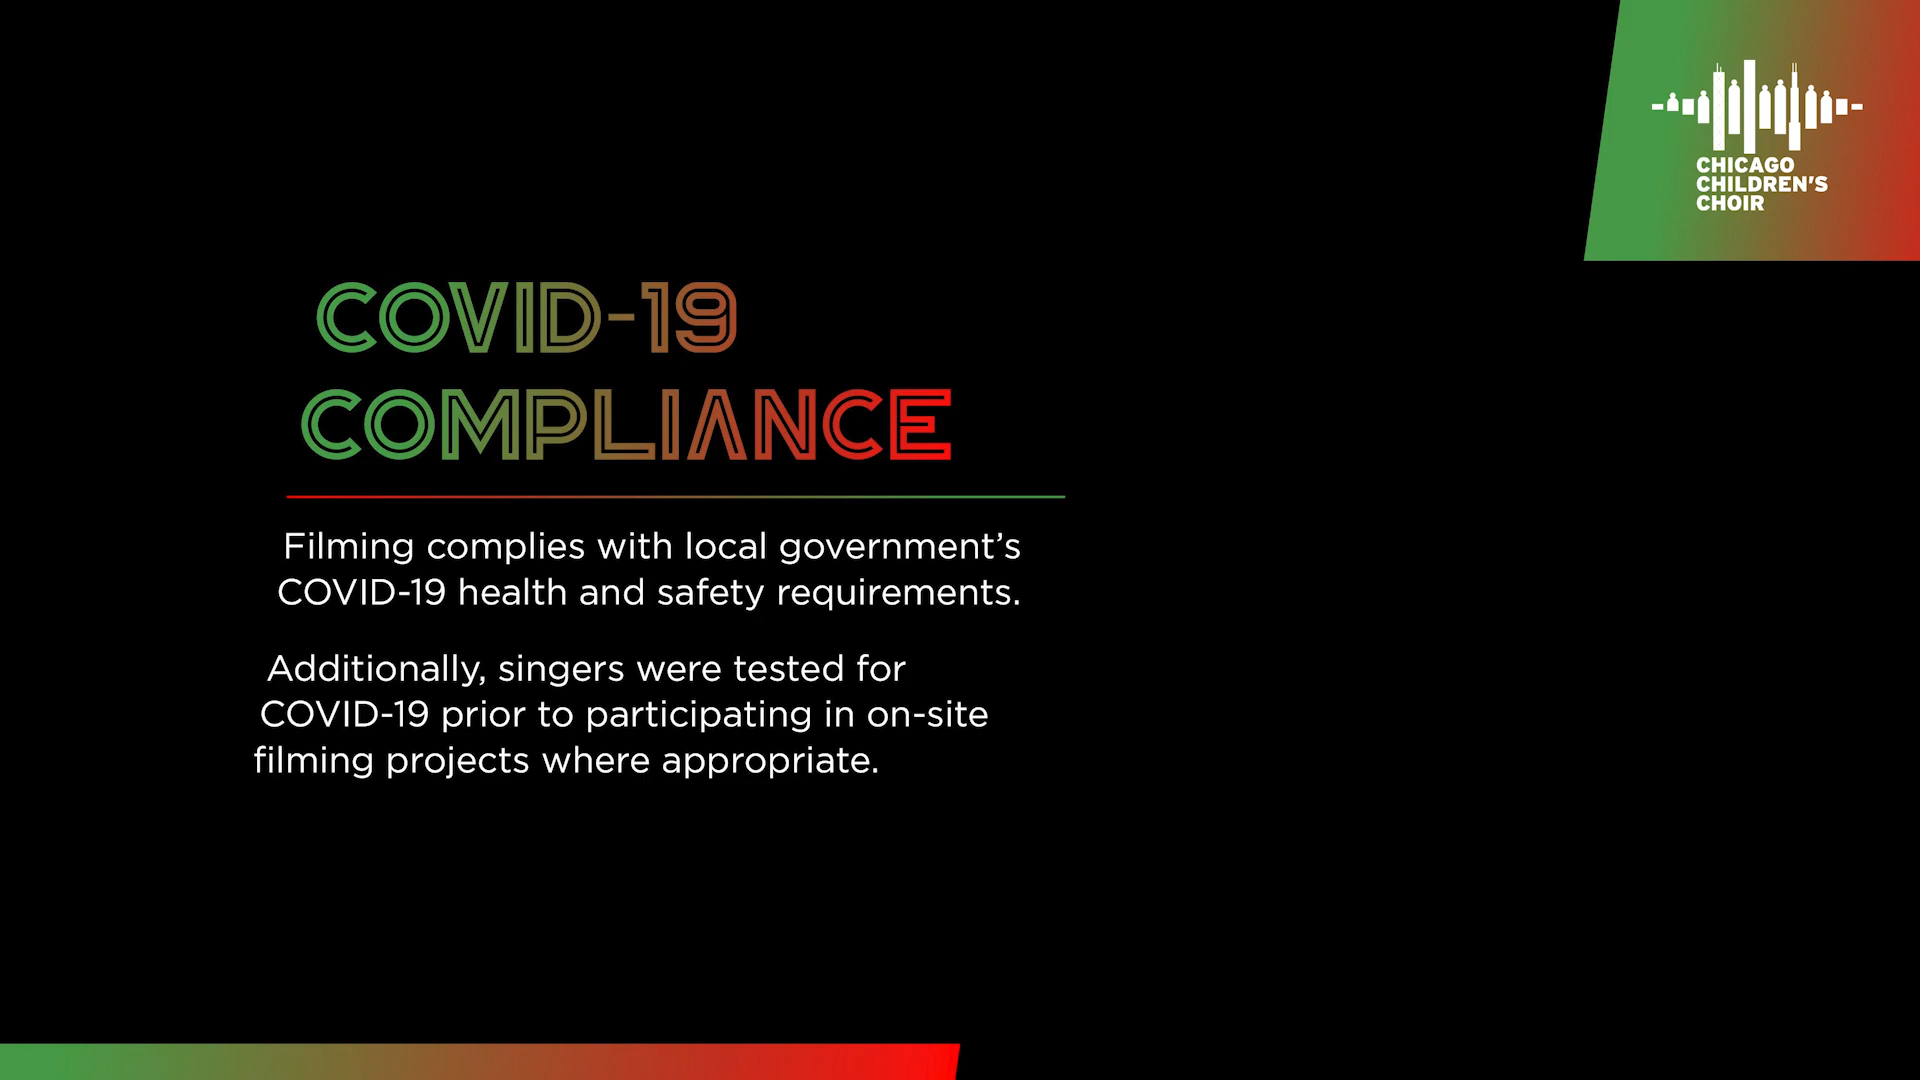 CHICAGO
CHILDREN'S
CHOIR
COVID-19
COMPLIANCE
Filming complies with local government’s
COVID-19 health and safety requirements.
Additionally, singers were tested for
COVID-19 prior to participating in on-site
filming projects where appropriate.